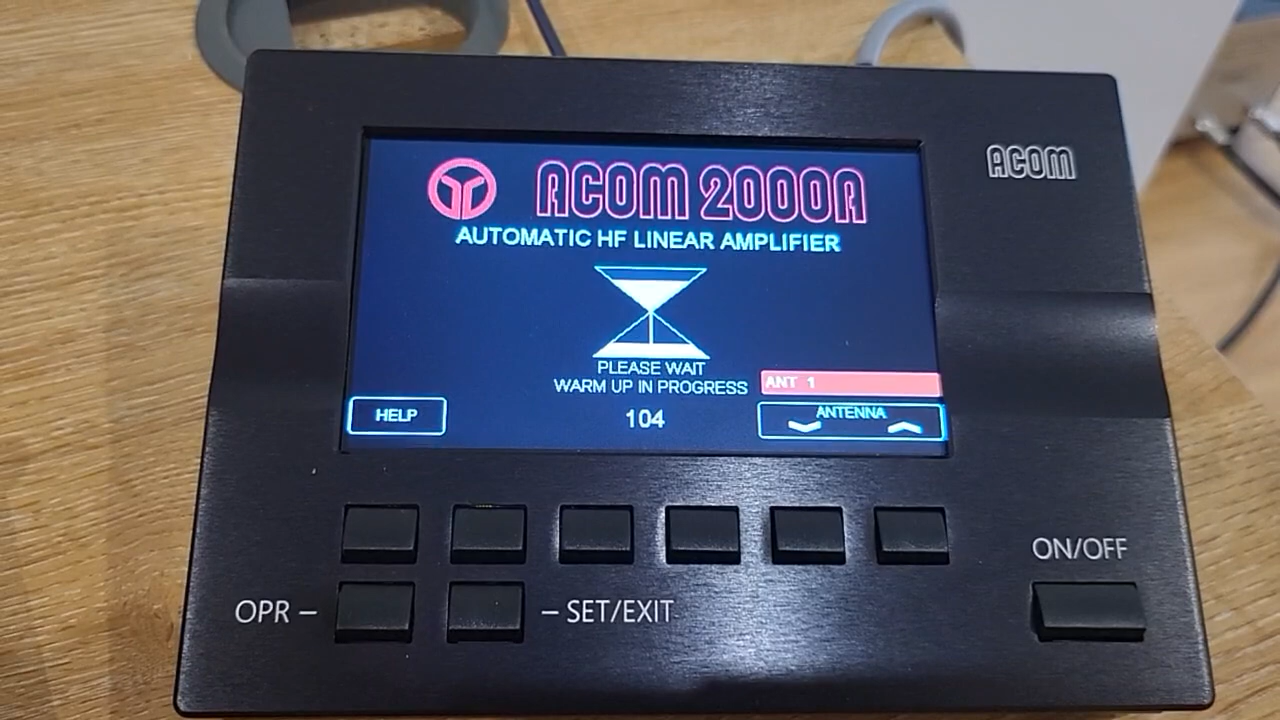 ACOM
ACOM 2000A
AUTOMATIC HF LINEAR AMPLIFIER
PLEASE WAIT
WARM UP IN PROGRESS
ANT 1
HELP
104
ANTENNA
ON/OFF
OPR –
– SET/EXIT